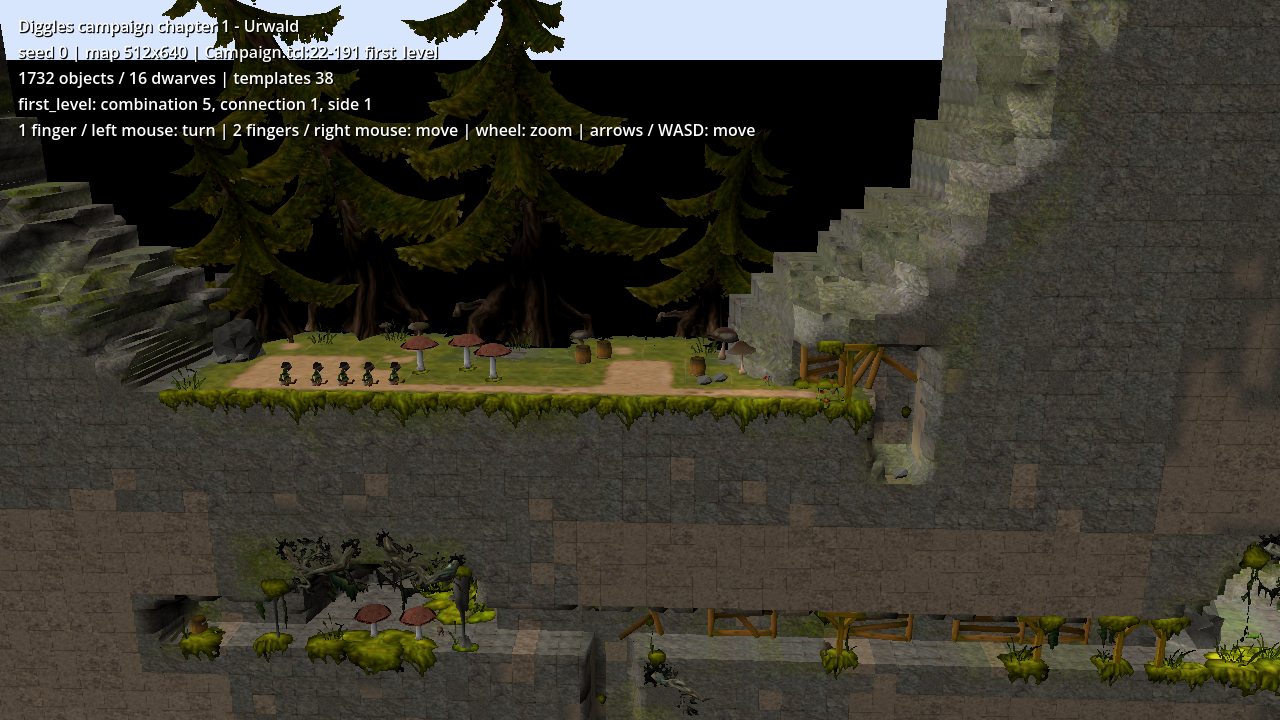 Diggles campaign chapter 1 - Urwald
seed 0 | map 512x640 | Campaign.tcl:22-191 first_level
1732 objects / 16 dwarves | templates 38
first_level: combination 5, connection 1, side 1
1 finger / left mouse: turn | 2 fingers / right mouse: move | wheel: zoom | arrows / WASD: move